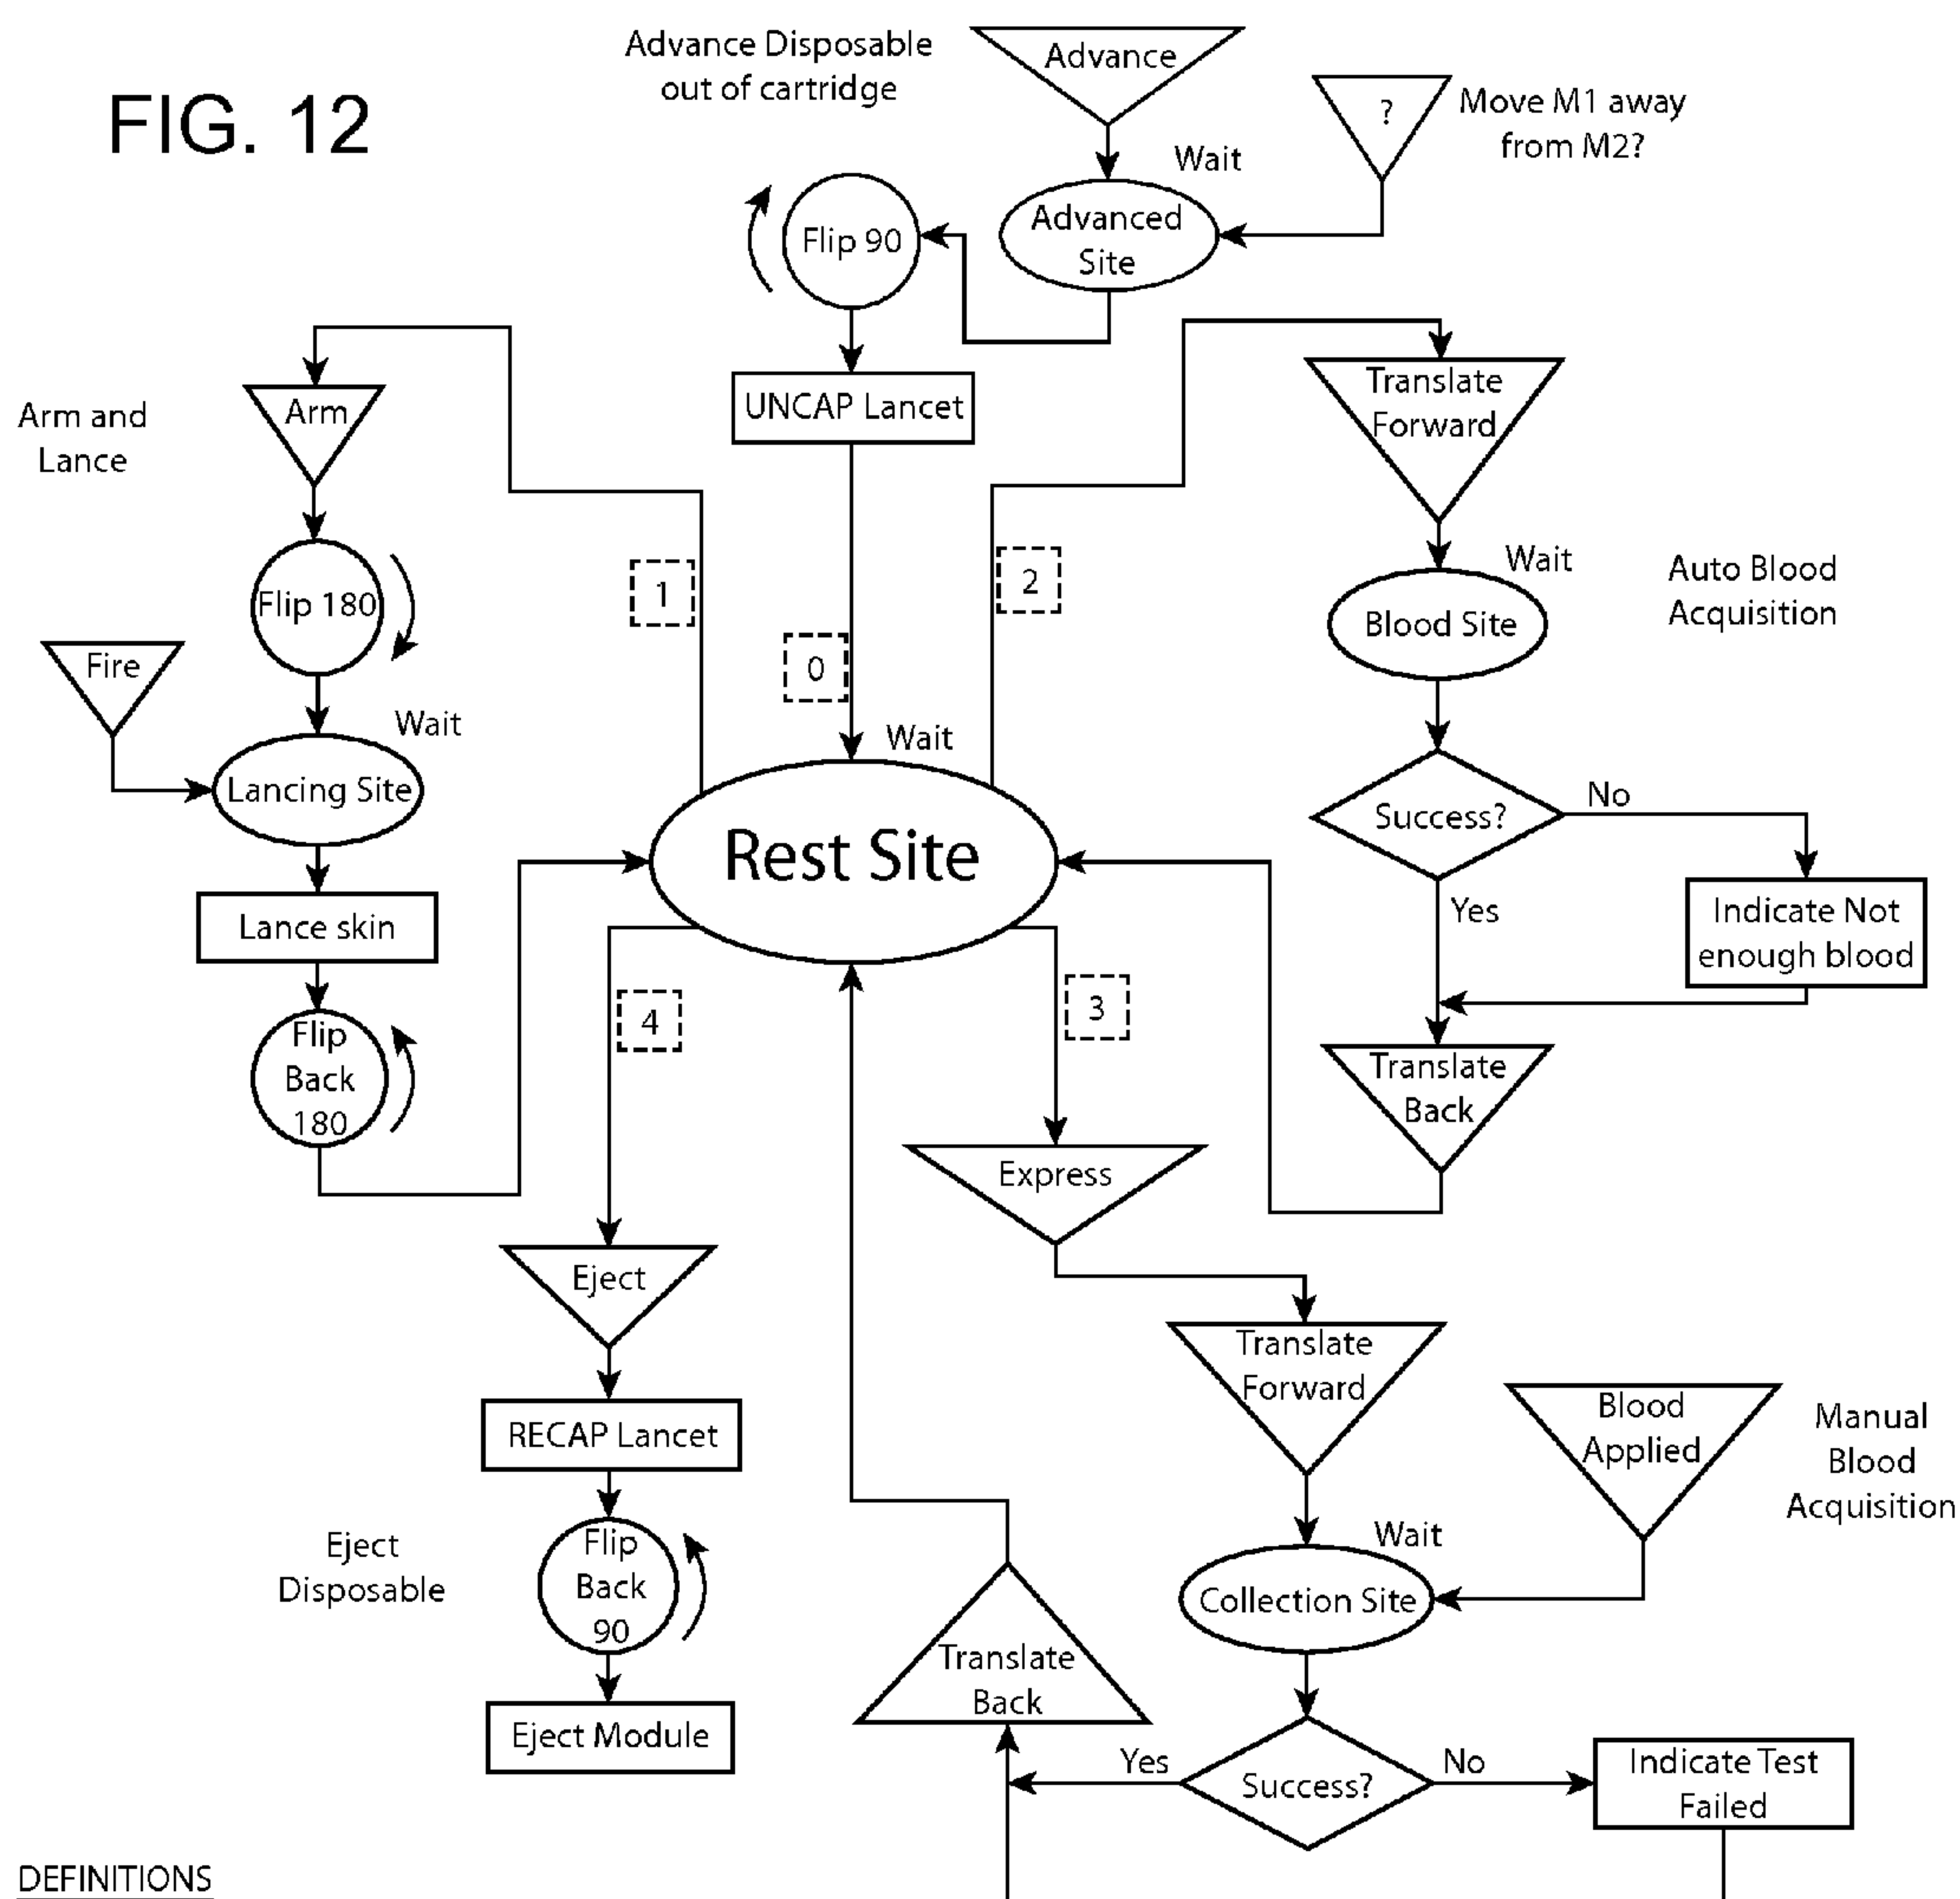 FIG. 12
Advance Disposable
out of cartridge
Advance
?
Move M1 away
from M2?
Wait
Advanced
Site
Flip 90
UNCAP Lancet
Arm and
Lance
Arm
Flip 180
Fire
Wait
Lancing Site
Lance skin
Flip
Back
180
1
0
2
Wait
Rest Site
Translate
Forward
Wait
Blood Site
Auto Blood
Acquisition
Success?
No
Yes
Indicate Not
enough blood
Translate
Back
4
3
Eject
RECAP Lancet
Flip
Back
90
Eject
Disposable
Eject Module
Express
Translate
Forward
Blood
Applied
Manual
Blood
Acquisition
Wait
Collection Site
Translate
Back
Yes
Success?
No
Indicate Test
Failed
DEFINITIONS